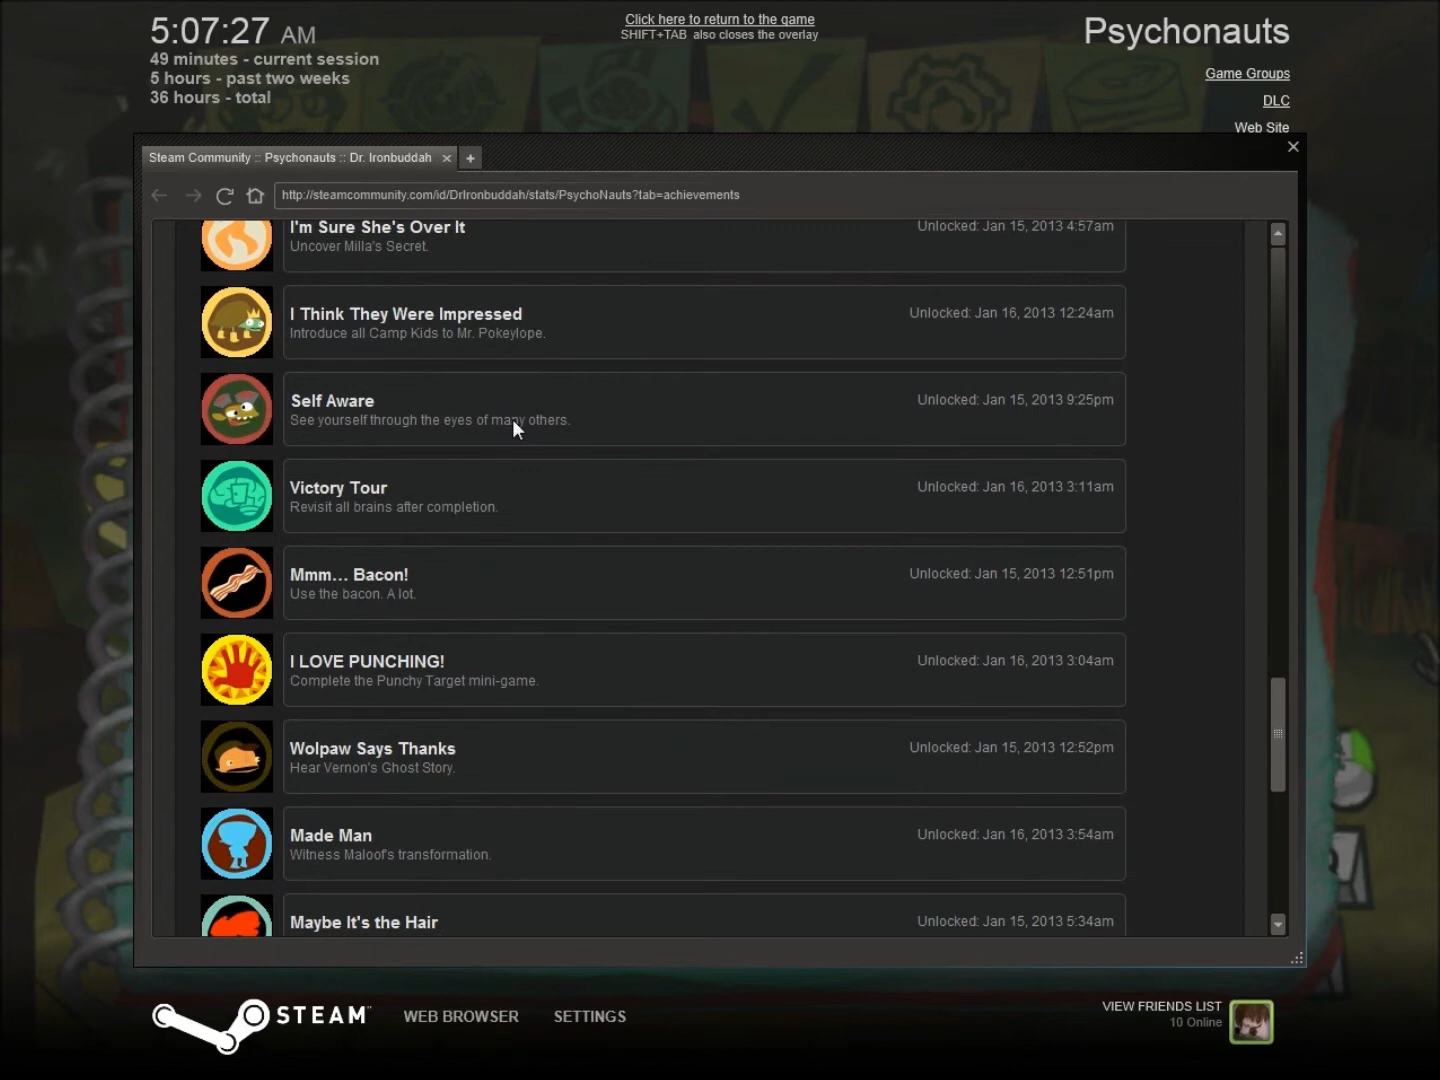 5:07:27 AM
49 minutes - current session
5 hours - past two weeks
36 hours - total
Click here to return to the game
SHIFT+TAB also closes the overlay
Psychonauts
Game Groups
DLC
Web Site
Steam Community :: Psychonauts :: Dr. Ironbuddah
http://steamcommunity.com/id/DrIronbuddah/stats/PsychoNauts?tab=achievements
I'm Sure She's Over It
Unlocked: Jan 15, 2013 4:57am
Uncover Milla's Secret.
I Think They Were Impressed
Unlocked: Jan 16, 2013 12:24am
Introduce all Camp Kids to Mr. Pokeylope.
Self Aware
Unlocked: Jan 15, 2013 9:25pm
See yourself through the eyes of many others.
Victory Tour
Unlocked: Jan 16, 2013 3:11am
Revisit all brains after completion.
Mmm... Bacon!
Unlocked: Jan 15, 2013 12:51pm
Use the bacon. A lot.
I LOVE PUNCHING!
Unlocked: Jan 16, 2013 3:04am
Complete the Punchy Target mini-game.
Wolpaw Says Thanks
Unlocked: Jan 15, 2013 12:52pm
Hear Vernon's Ghost Story.
Made Man
Unlocked: Jan 16, 2013 3:54am
Witness Maloof's transformation.
Maybe It's the Hair
Unlocked: Jan 15, 2013 5:34am
STEAM™
WEB BROWSER
SETTINGS
VIEW FRIENDS LIST
10 Online